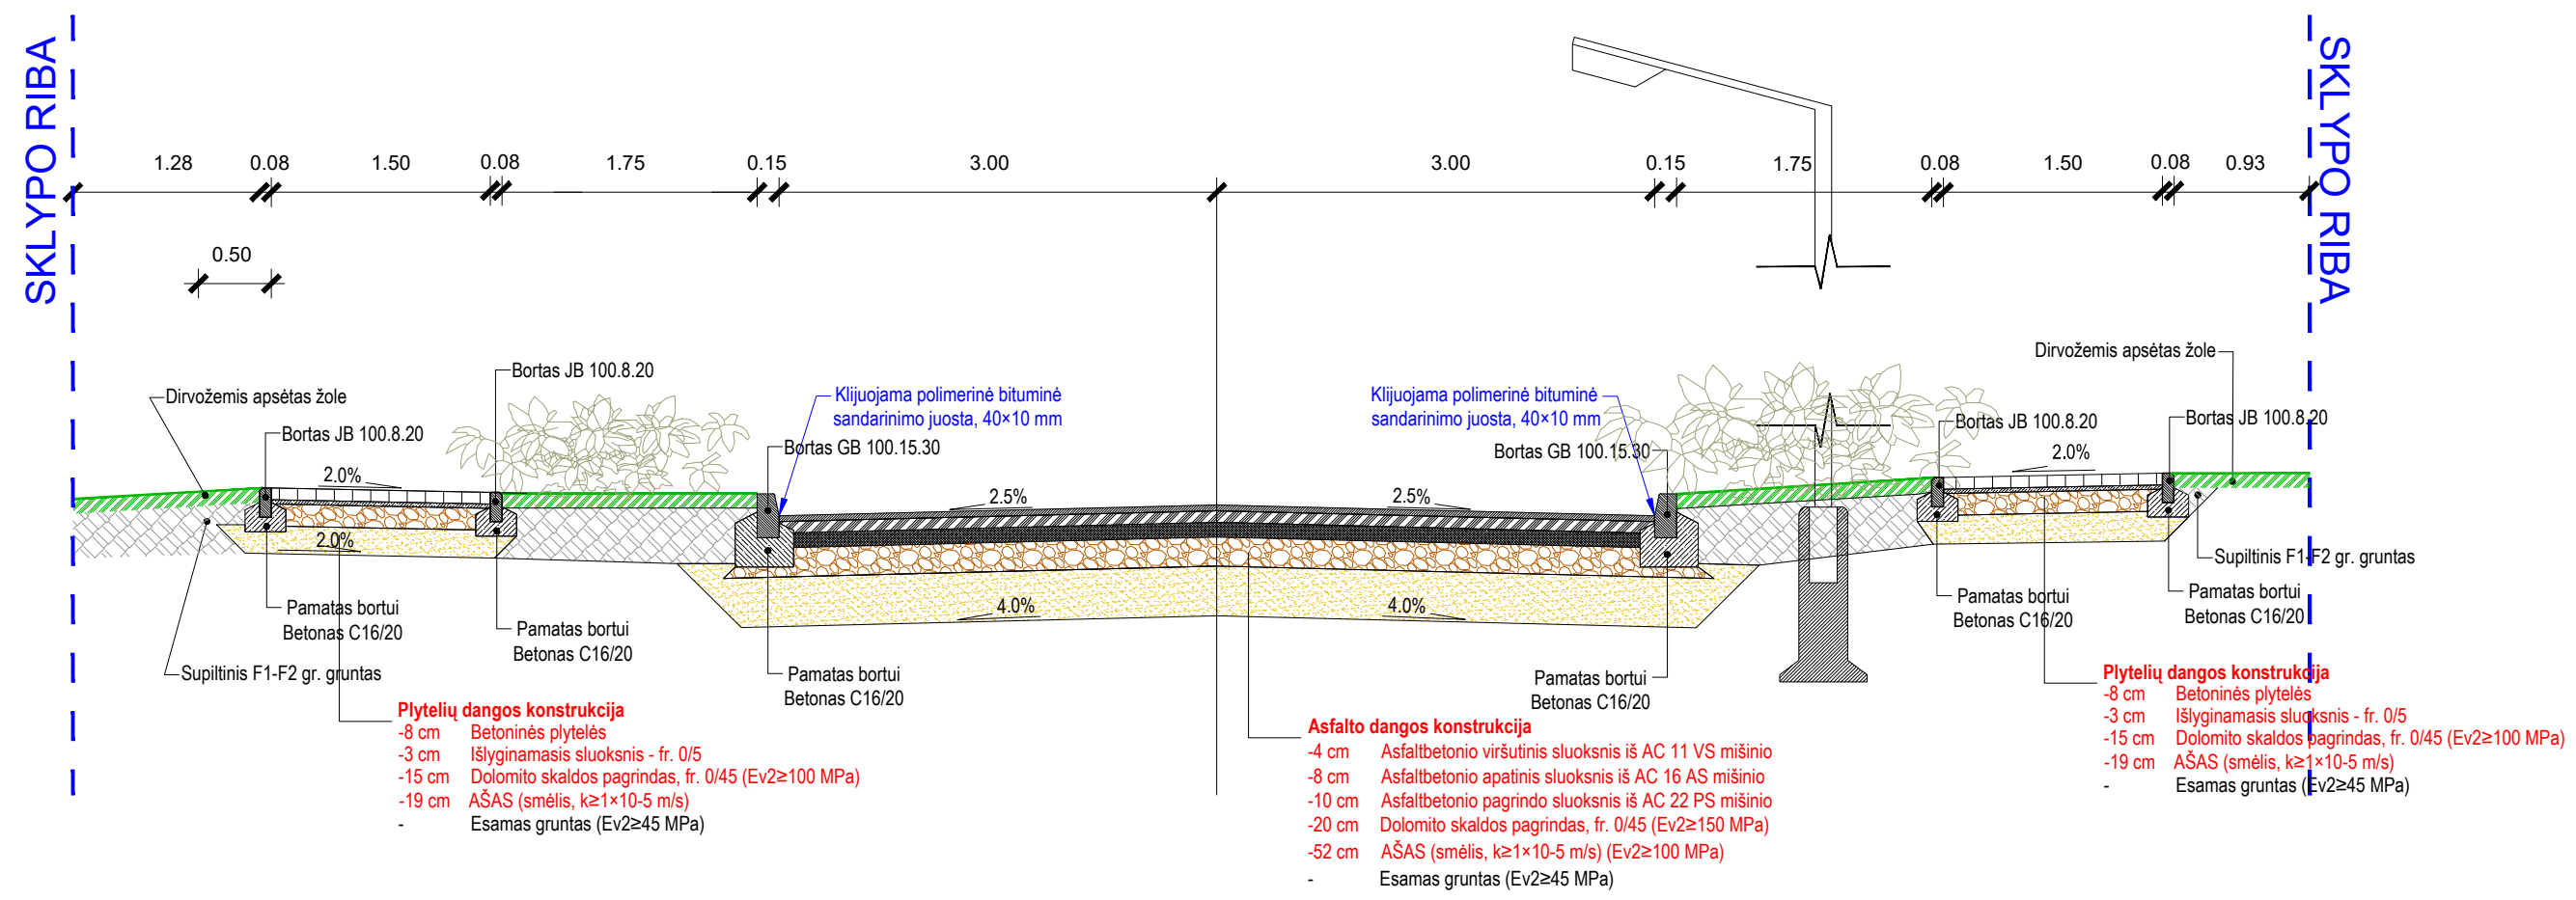 SKLYPO RIBA
SKLYPO RIBA
1.28 0.08 1.50 0.08 1.75 0.15 3.00 3.00 0.15 1.75 0.08 1.50 0.08 0.93
0.50
Dirvožemis apsėtas žole
Bortas JB 100.8.20
Bortas JB 100.8.20
Klijuojama polimerinė bituminė
sandarinimo juosta, 40×10 mm
Bortas GB 100.15.30
Klijuojama polimerinė bituminė
sandarinimo juosta, 40×10 mm
Bortas GB 100.15.30
Dirvožemis apsėtas žole
Bortas JB 100.8.20
Bortas JB 100.8.20
2.0%
2.5%
2.5%
2.0%
2.0%
4.0%
4.0%
Pamatas bortui
Betonas C16/20
Pamatas bortui
Betonas C16/20
Pamatas bortui
Betonas C16/20
Pamatas bortui
Betonas C16/20
Pamatas bortui
Betonas C16/20
Pamatas bortui
Betonas C16/20
Supiltinis F1-F2 gr. gruntas
Supiltinis F1-F2 gr. gruntas
Plytelių dangos konstrukcija
-8 cm Betoninės plytelės
-3 cm Išlyginamasis sluoksnis - fr. 0/5
-15 cm Dolomito skaldos pagrindas, fr. 0/45 (Ev2≥100 MPa)
-19 cm AŠAS (smėlis, k≥1×10-5 m/s)
- Esamas gruntas (Ev2≥45 MPa)
Asfalto dangos konstrukcija
-4 cm Asfaltbetonio viršutinis sluoksnis iš AC 11 VS mišinio
-8 cm Asfaltbetonio apatinis sluoksnis iš AC 16 AS mišinio
-10 cm Asfaltbetonio pagrindo sluoksnis iš AC 22 PS mišinio
-20 cm Dolomito skaldos pagrindas, fr. 0/45 (Ev2≥150 MPa)
-52 cm AŠAS (smėlis, k≥1×10-5 m/s) (Ev2≥100 MPa)
- Esamas gruntas (Ev2≥45 MPa)
Plytelių dangos konstrukcija
-8 cm Betoninės plytelės
-3 cm Išlyginamasis sluoksnis - fr. 0/5
-15 cm Dolomito skaldos pagrindas, fr. 0/45 (Ev2≥100 MPa)
-19 cm AŠAS (smėlis, k≥1×10-5 m/s)
- Esamas gruntas (Ev2≥45 MPa)